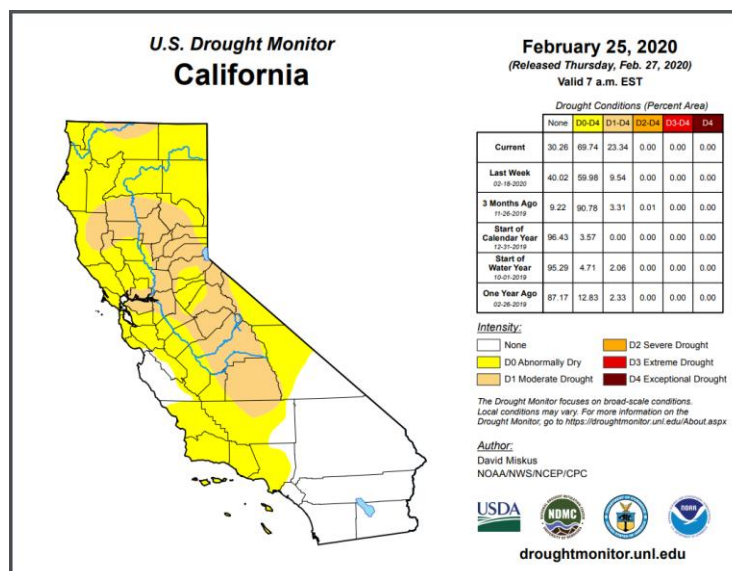 U.S. Drought Monitor
California
February 25, 2020
(Released Thursday, Feb. 27, 2020)
Valid 7 a.m. EST
Drought Conditions (Percent Area)
None D0-D4 D1-D4 D2-D4 D3-D4 D4
Current 30.26 69.74 23.34 0.00 0.00 0.00
Last Week
02-18-2020
40.02 59.98 9.54 0.00 0.00 0.00
3 Months Ago
11-26-2019
9.22 90.78 3.31 0.01 0.00 0.00
Start of
Calendar Year
12-31-2019
96.43 3.57 0.00 0.00 0.00 0.00
Start of
Water Year
10-01-2019
95.29 4.71 2.06 0.00 0.00 0.00
One Year Ago
02-26-2019
87.17 12.83 2.33 0.00 0.00 0.00
Intensity:
None
D0 Abnormally Dry
D1 Moderate Drought
D2 Severe Drought
D3 Extreme Drought
D4 Exceptional Drought
The Drought Monitor focuses on broad-scale conditions.
Local conditions may vary. For more information on the
Drought Monitor, go to https://droughtmonitor.unl.edu/About.aspx
Author:
David Miskus
NOAA/NWS/NCEP/CPC
USDA
NDMC
NOAA
droughtmonitor.unl.edu